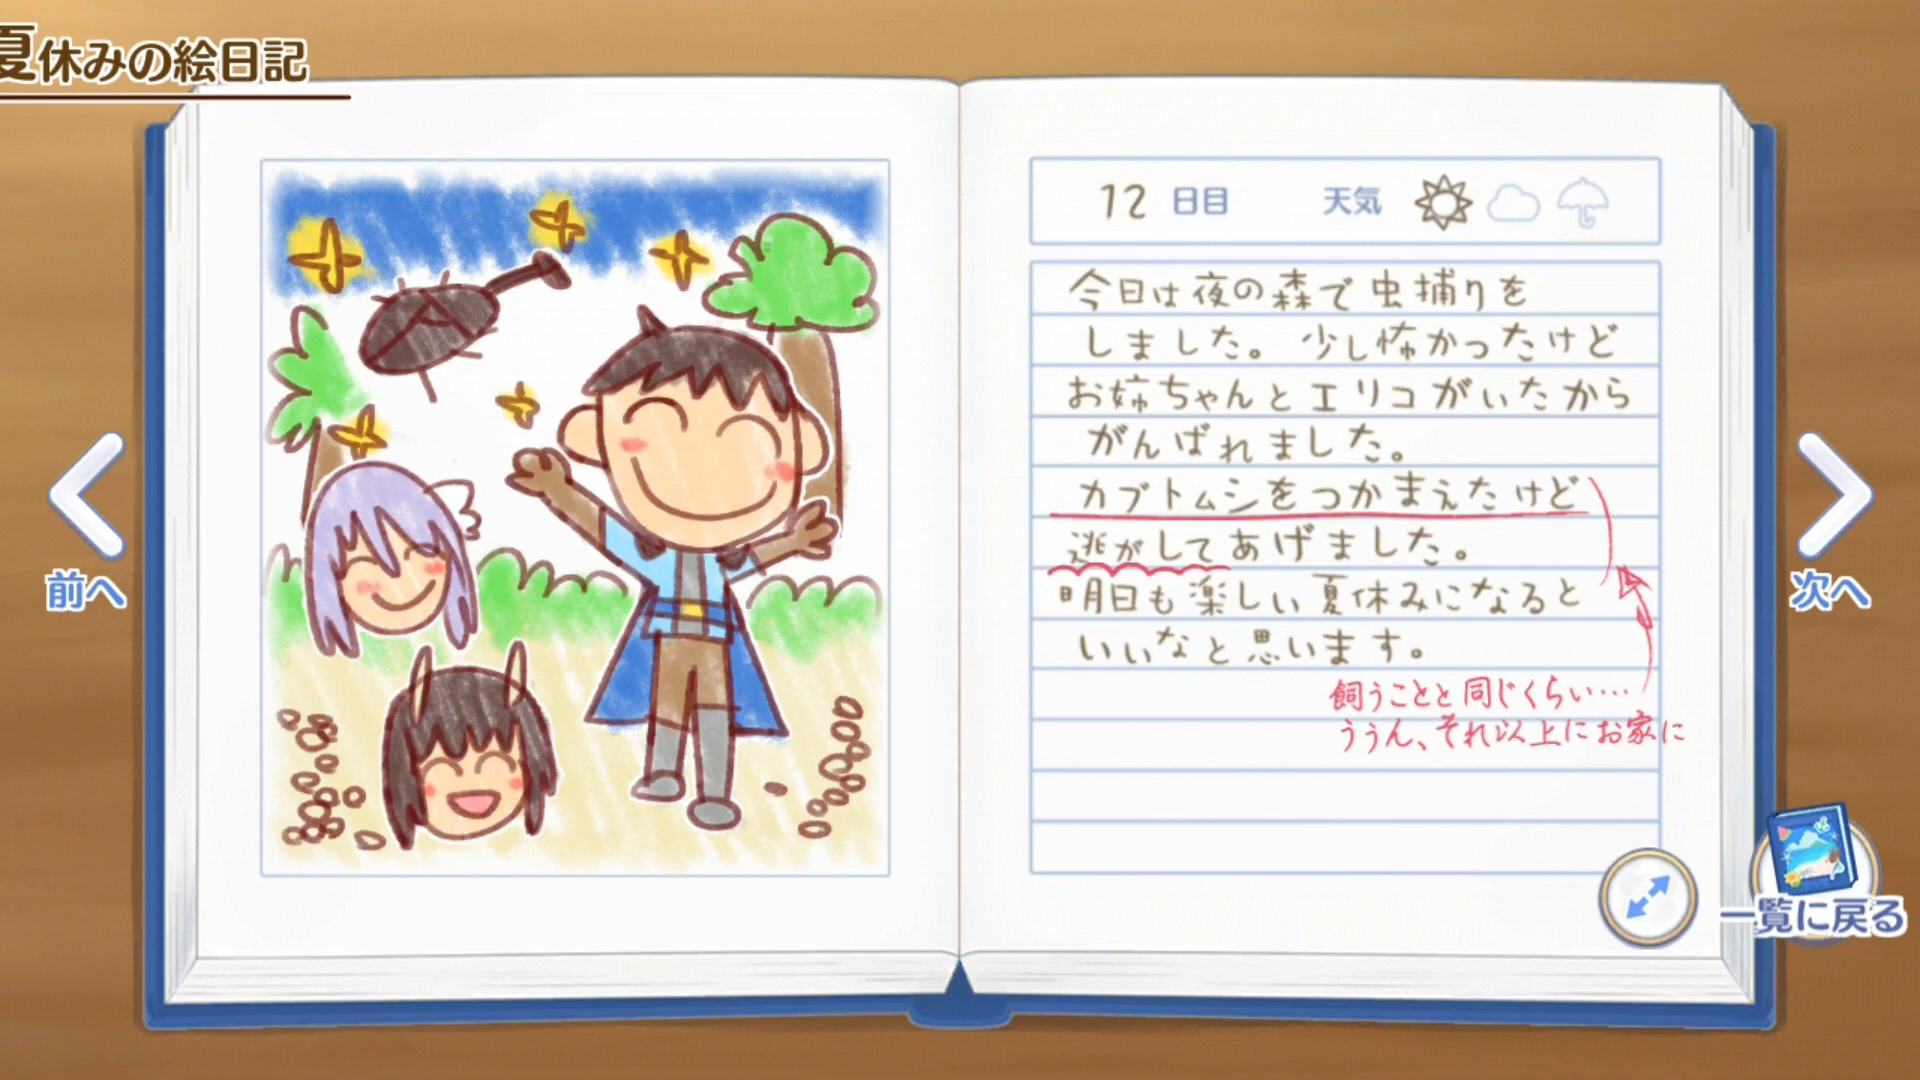 夏休みの絵日記
12 日目 天気
今日は夜の森で虫捕りを
しました。少し怖かったけど
お姉ちゃんとエリコがいたから
がんばれました。
カブトムシをつかまえたけど
逃がしてあげました。
明日も楽しい夏休みになると
いいなと思います。
飼うことと同じくらい…
ううん、それ以上にお家に
前へ
次へ
一覧に戻る